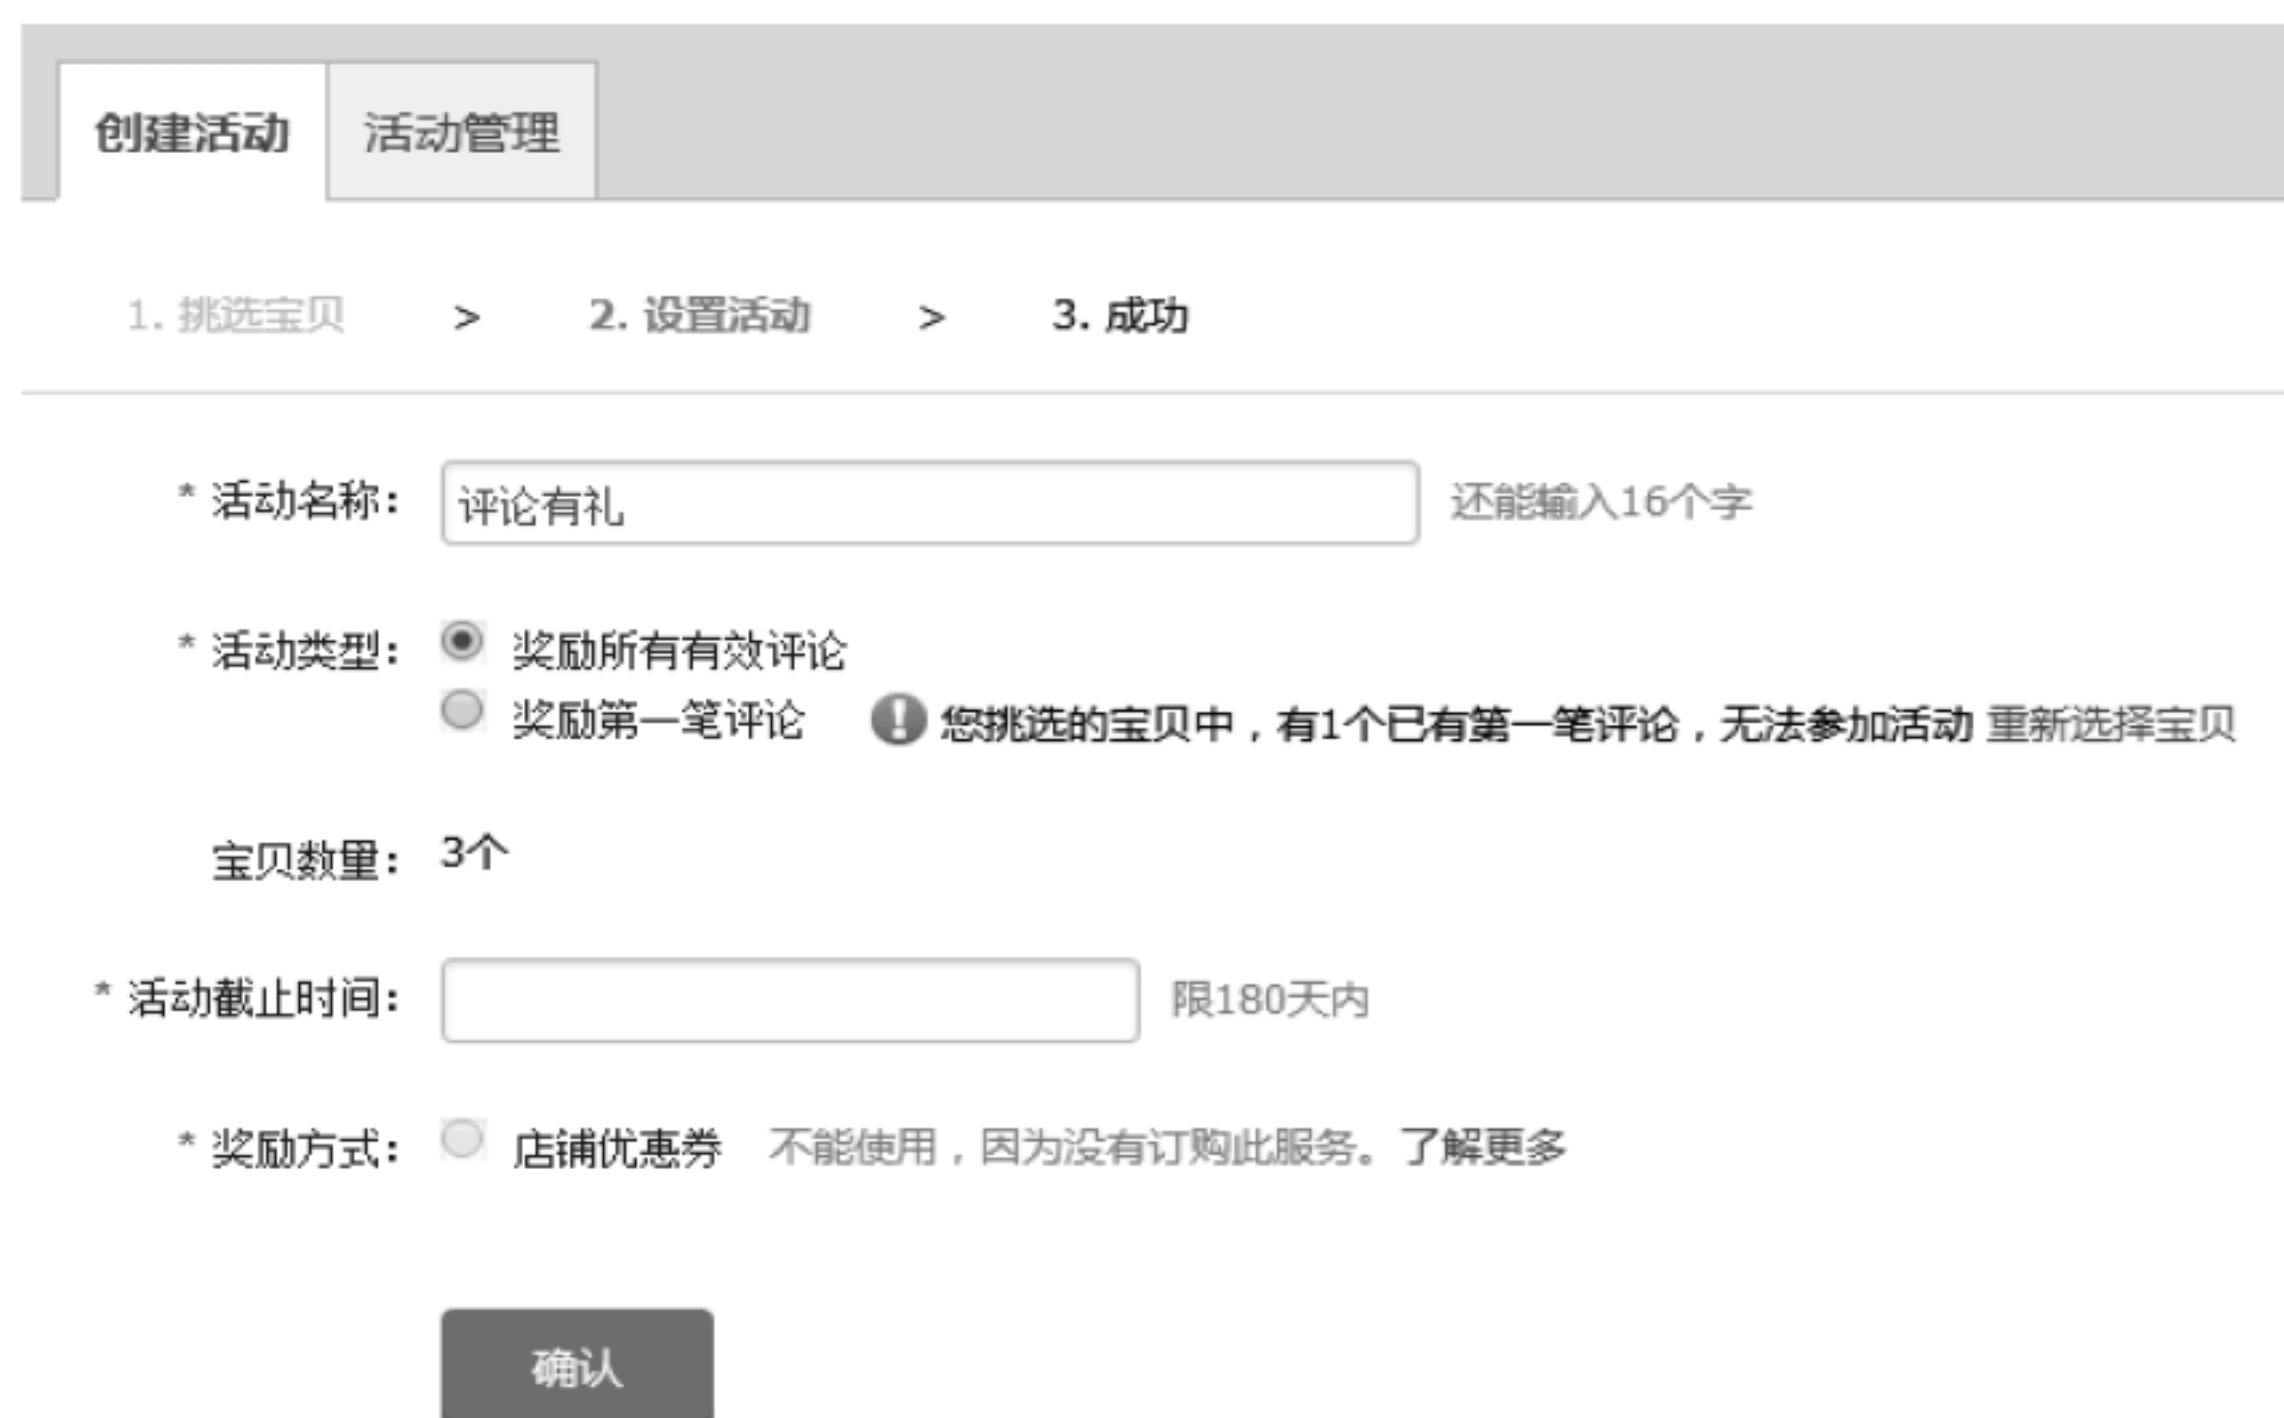 创建活动 活动管理
1. 挑选宝贝 > 2. 设置活动 > 3. 成功
* 活动名称： 评论有礼 还能输入16个字
* 活动类型： 奖励所有有效评论
奖励第一笔评论 ! 您挑选的宝贝中，有1个已有第一笔评论，无法参加活动 重新选择宝贝
宝贝数量： 3个
* 活动截止时间： 限180天内
* 奖励方式： 店铺优惠券 不能使用，因为没有订购此服务。了解更多
确认